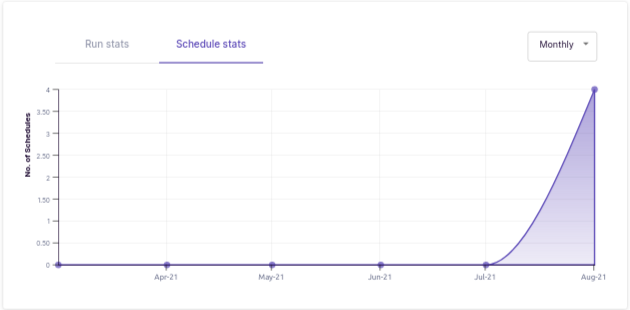 Run stats
Schedule stats
Monthly
No. of Schedules
4
3.50
3
2.50
2
1.50
1
0.50
0
Apr-21
May-21
Jun-21
Jul-21
Aug-21